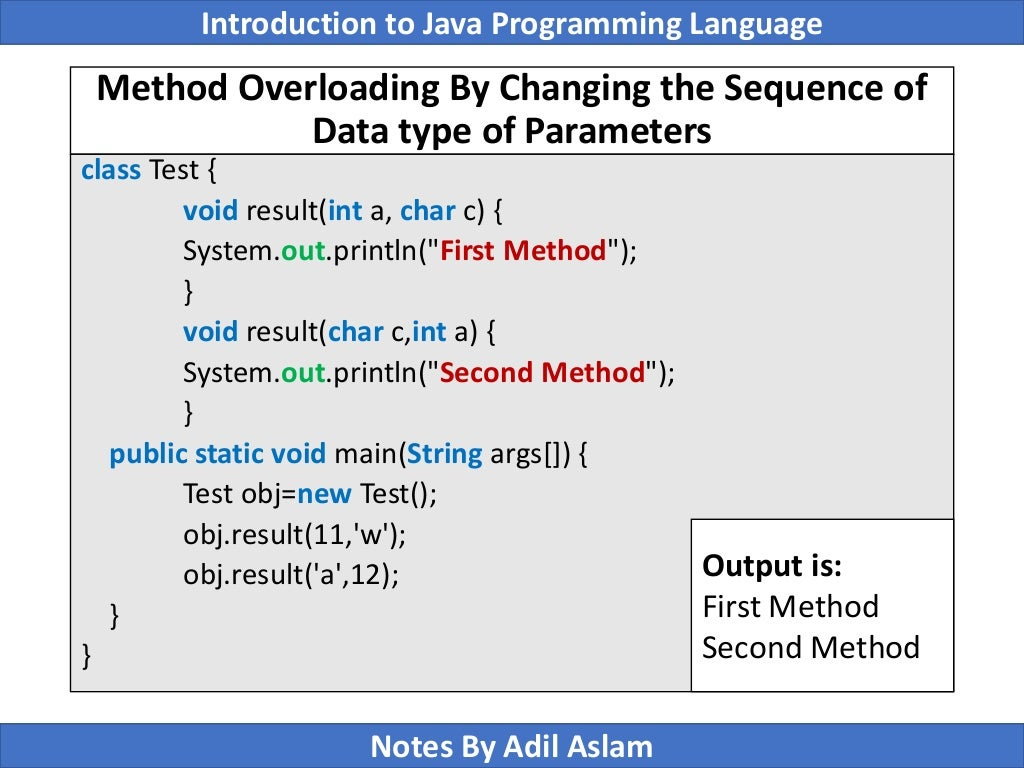 Introduction to Java Programming Language
Method Overloading By Changing the Sequence of
Data type of Parameters
class Test {
void result(int a, char c) {
System.out.println("First Method");
}
void result(char c,int a) {
System.out.println("Second Method");
}
public static void main(String args[]) {
Test obj=new Test();
obj.result(11,'w');
obj.result('a',12);
}
}
Output is:
First Method
Second Method
Notes By Adil Aslam